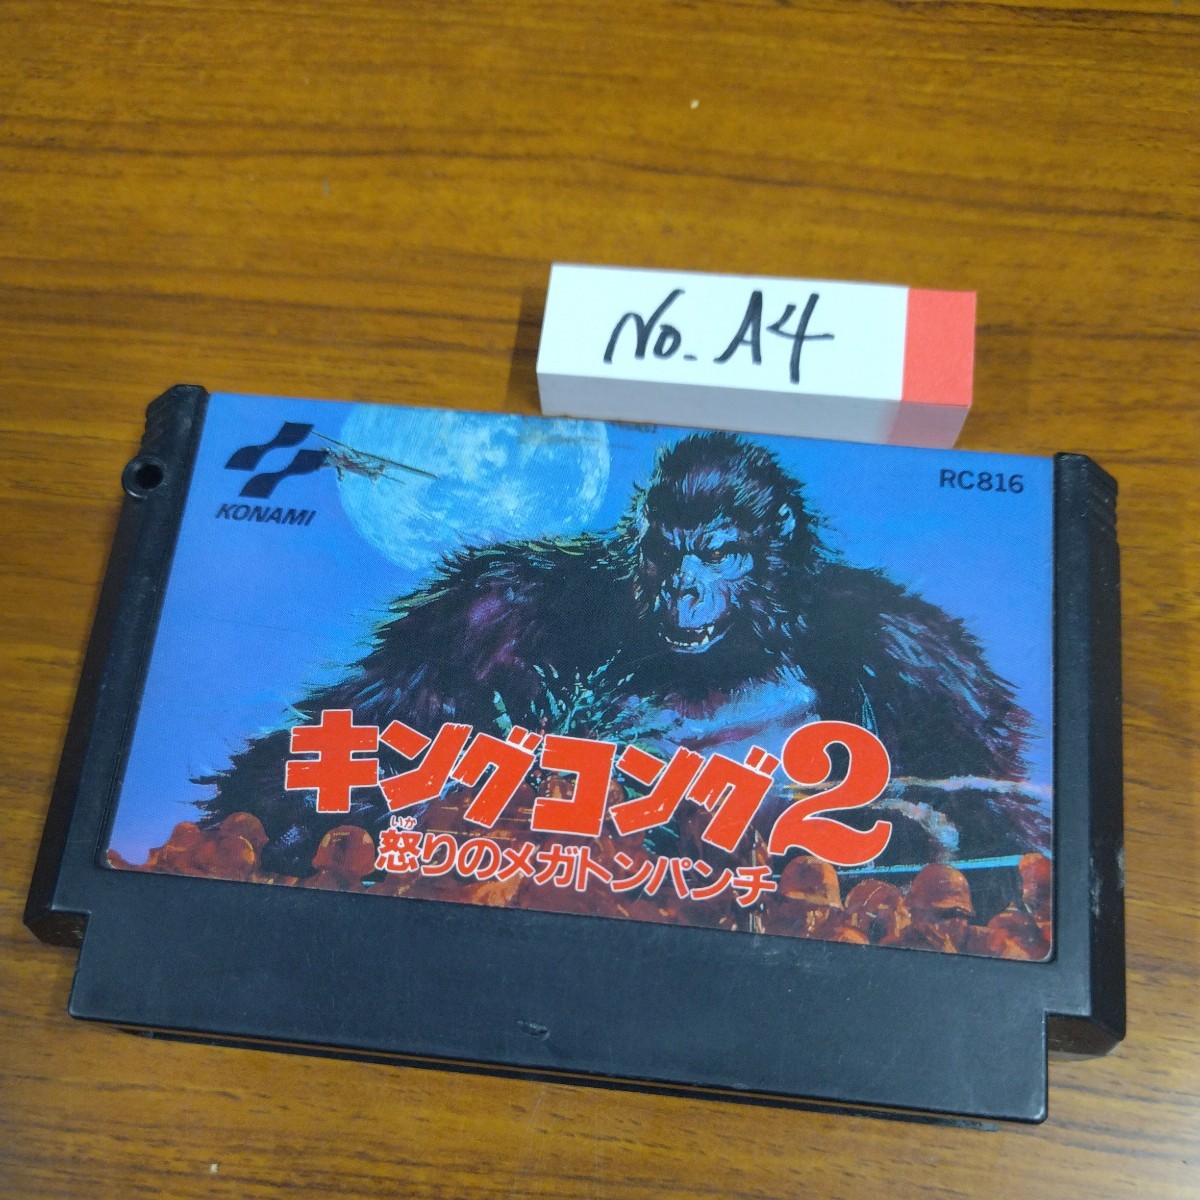 No. A4
KONAMI
RC816
キングコング2
いか
怒りのメガトンパンチ